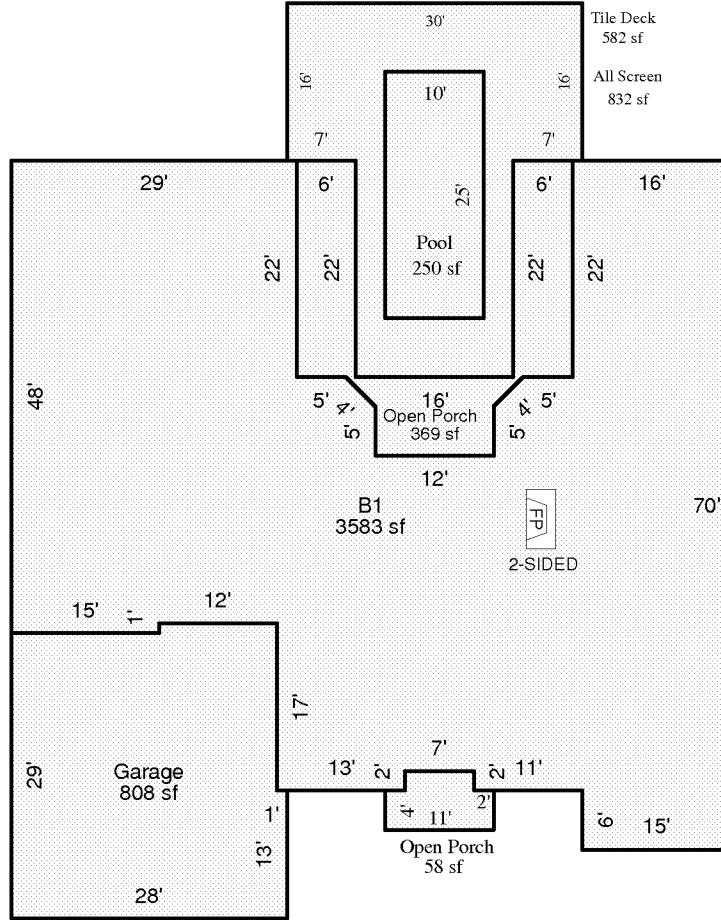 30'
Tile Deck
582 sf
16'
16'
All Screen
832 sf
10'
7'
7'
29'
6'
25'
6'
16'
Pool
250 sf
22'
22'
22'
22'
48'
5'
4'
16'
4'
5'
Open Porch
369 sf
5'
5'
12'
B1
3583 sf
FP
2-SIDED
70'
15'
1'
12'
17'
7'
29'
Garage
808 sf
13'
2'
2'
11'
1'
4'
11'
2'
6'
15'
13'
Open Porch
58 sf
28'